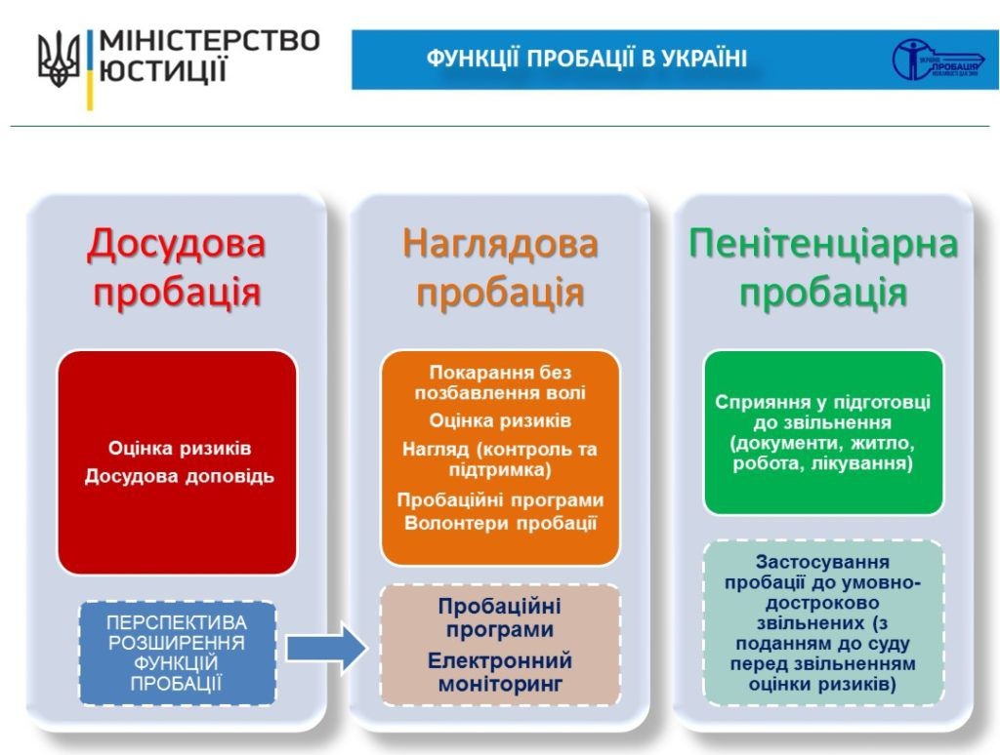 МІНІСТЕРСТВО
ЮСТИЦІЇ
ФУНКЦІЇ ПРОБАЦІЇ В УКРАЇНІ
ПРОБАЦІЯ
Досудова
пробація
Оцінка ризиків
Досудова доповідь
ПЕРСПЕКТИВА
РОЗШИРЕННЯ
ФУНКЦІЙ
ПРОБАЦІЇ
Наглядова
пробація
Покарання без
позбавлення волі
Оцінка ризиків
Нагляд (контроль та
підтримка)
Пробаційні програми
Волонтери пробації
Пробаційні
програми
Електронний
моніторинг
Пенітенціарна
пробація
Сприяння у підготовці
до звільнення
(документи, житло,
робота, лікування)
Застосування
пробації до умовно-
достроково
звільнених (з
поданням до суду
перед звільненням
оцінки ризиків)